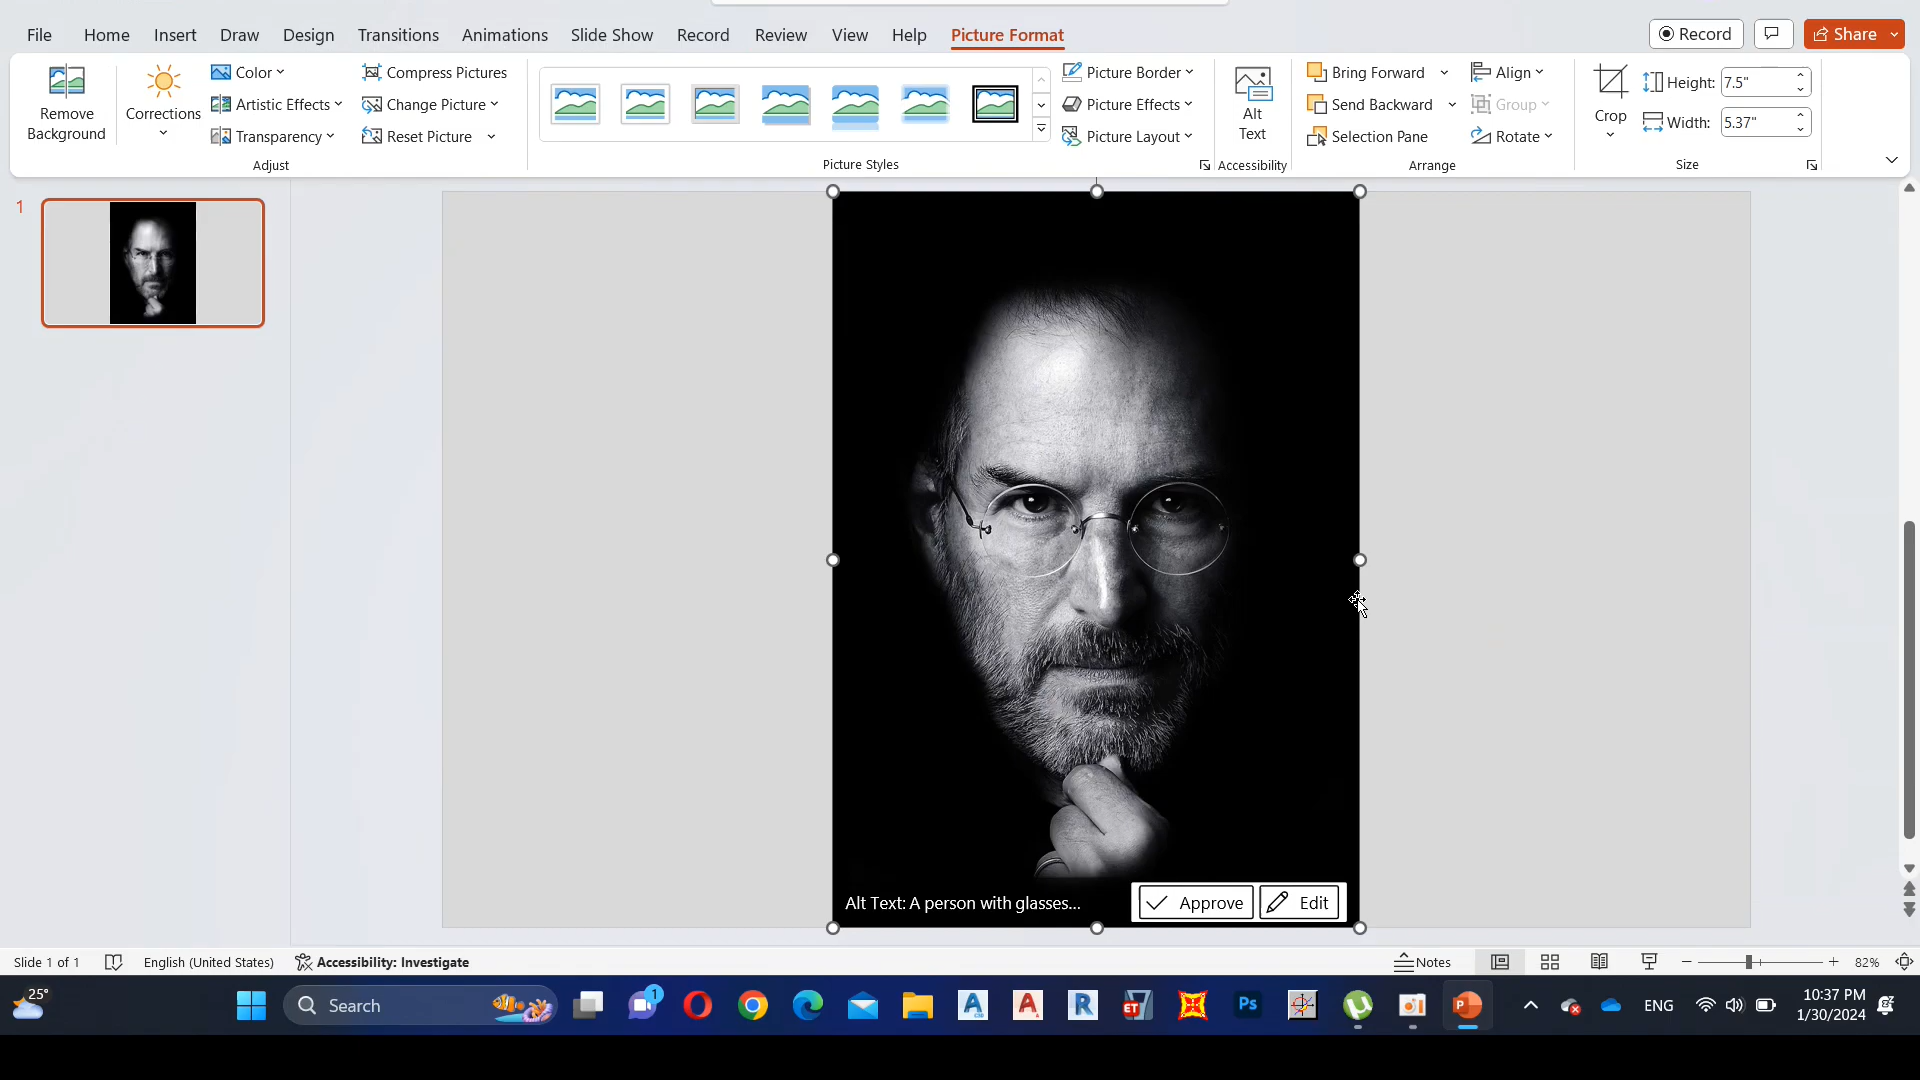 File Home Insert Draw Design Transitions Animations Slide Show Record Review View Help Picture Format Record Share
Remove Background
Corrections
Color
Artistic Effects
Transparency
Compress Pictures
Change Picture
Reset Picture
Adjust
Picture Styles
Picture Border
Picture Effects
Picture Layout
Alt Text
Accessibility
Bring Forward
Send Backward
Selection Pane
Align
Group
Rotate
Arrange
Crop
Height: 7.5"
Width: 5.37"
Size
1
Alt Text: A person with glasses... Approve Edit
Slide 1 of 1 English (United States) Accessibility: Investigate Notes 82%
25° Search 1 A A R ET Ps P ENG 10:37 PM
1/30/2024